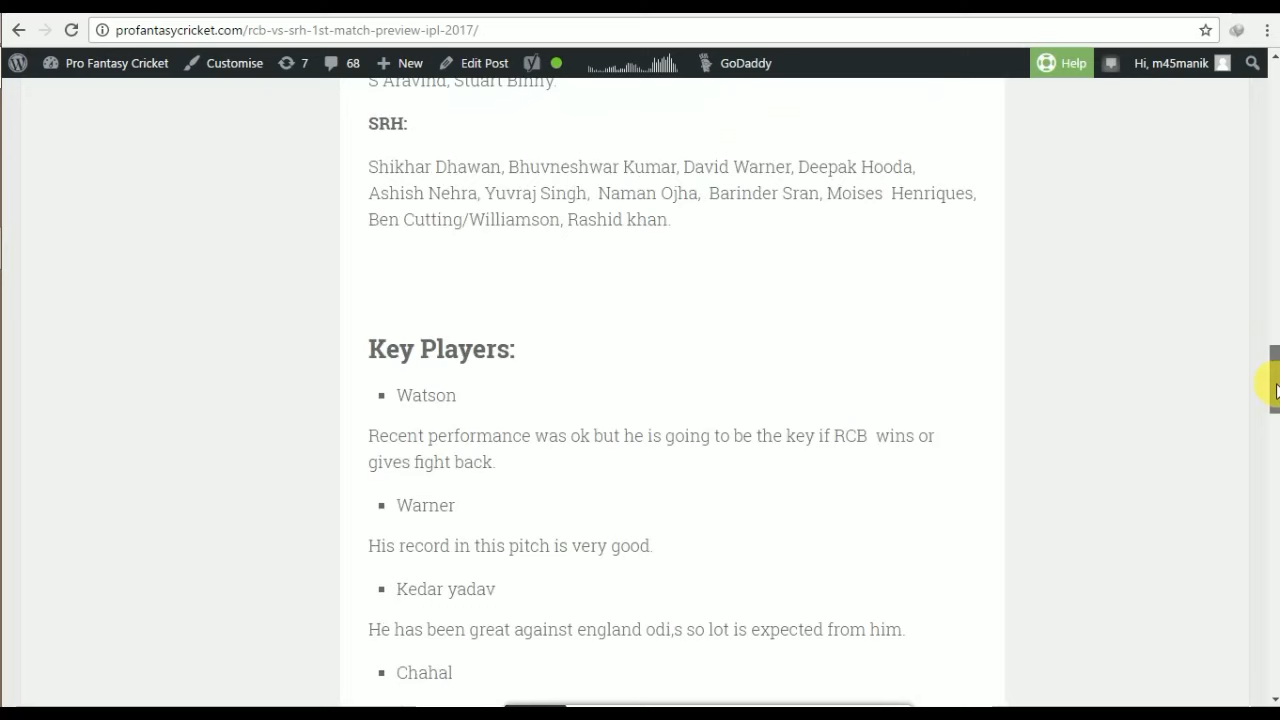 profantasycricket.com/rcb-vs-srh-1st-match-preview-ipl-2017/
Pro Fantasy Cricket Customise 7 68 New Edit Post GoDaddy Help Hi, m45manik
S Aravind, Stuart Binny.
SRH:
Shikhar Dhawan, Bhuvneshwar Kumar, David Warner, Deepak Hooda,
Ashish Nehra, Yuvraj Singh, Naman Ojha, Barinder Sran, Moises Henriques,
Ben Cutting/Williamson, Rashid khan.
Key Players:
▪ Watson
Recent performance was ok but he is going to be the key if RCB wins or
gives fight back.
▪ Warner
His record in this pitch is very good.
▪ Kedar yadav
He has been great against england odi,s so lot is expected from him.
▪ Chahal